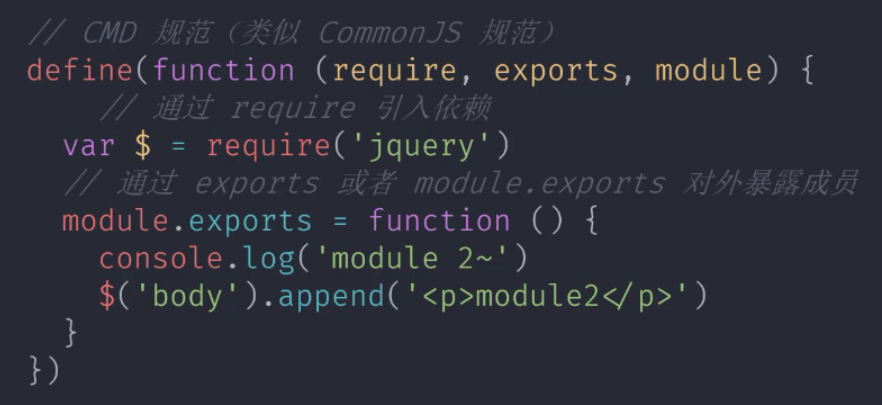 // CMD 规范（类似 CommonJS 规范）
define(function (require, exports, module) {
    // 通过 require 引入依赖
  var $ = require('jquery')
  // 通过 exports 或者 module.exports 对外暴露成员
  module.exports = function () {
    console.log('module 2~')
    $('body').append('<p>module2</p>')
  }
})